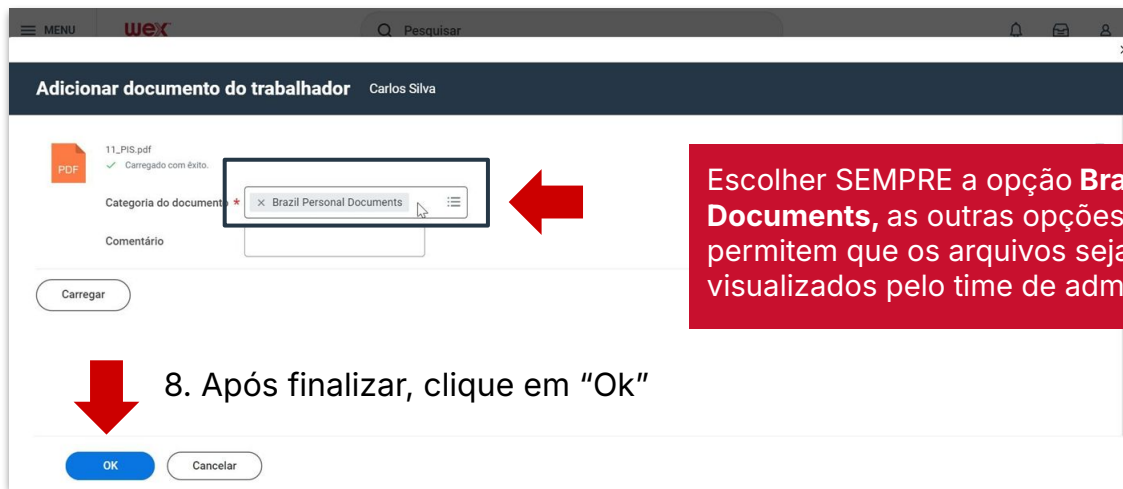 MENU
wex
Pesquisar
Adicionar documento do trabalhador Carlos Silva
PDF
11_PIS.pdf
Carregado com êxito.
Categoria do documento * × Brazil Personal Documents
Comentário
Carregar
Escolher SEMPRE a opção Bra
Documents, as outras opções
permitem que os arquivos seja
visualizados pelo time de adm
8. Após finalizar, clique em “Ok”
OK
Cancelar